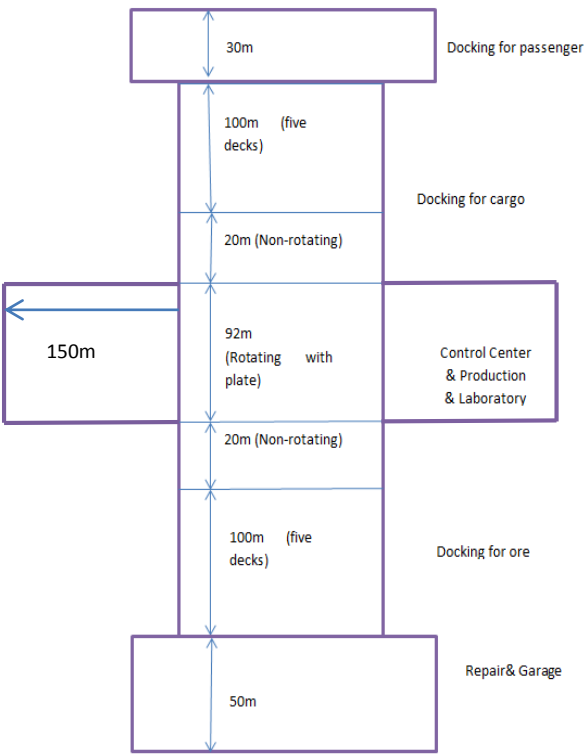 30m
Docking for passenger
100m (five
decks)
Docking for cargo
20m (Non-rotating)
150m
92m
(Rotating with
plate)
Control Center
& Production
& Laboratory
20m (Non-rotating)
100m (five
decks)
Docking for ore
Repair& Garage
50m